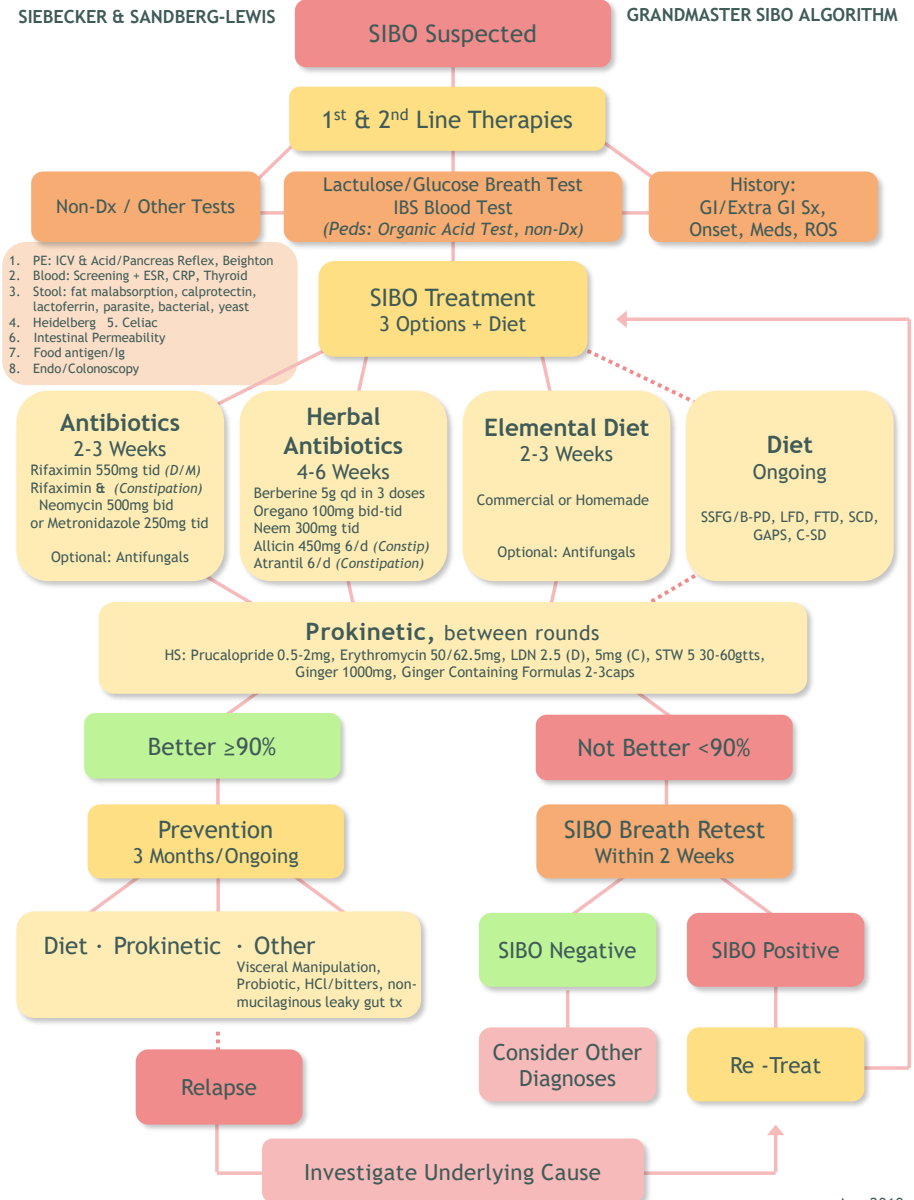 SIEBECKER & SANDBERG-LEWIS
GRANDMASTER SIBO ALGORITHM
SIBO Suspected
1st & 2nd Line Therapies
Non-Dx / Other Tests
Lactulose/Glucose Breath Test
IBS Blood Test
(Peds: Organic Acid Test, non-Dx)
History:
GI/Extra GI Sx,
Onset, Meds, ROS
1. PE: ICV & Acid/Pancreas Reflex, Beighton
2. Blood: Screening + ESR, CRP, Thyroid
3. Stool: fat malabsorption, calprotectin,
lactoferrin, parasite, bacterial, yeast
4. Heidelberg 5. Celiac
6. Intestinal Permeability
7. Food antigen/Ig
8. Endo/Colonoscopy
SIBO Treatment
3 Options + Diet
Antibiotics
2-3 Weeks
Rifaximin 550mg tid (D/M)
Rifaximin & (Constipation)
Neomycin 500mg bid
or Metronidazole 250mg tid
Optional: Antifungals
Herbal
Antibiotics
4-6 Weeks
Berberine 5g qd in 3 doses
Oregano 100mg bid-tid
Neem 300mg tid
Allicin 450mg 6/d (Constip)
Atrantil 6/d (Constipation)
Elemental Diet
2-3 Weeks
Commercial or Homemade
Optional: Antifungals
Diet
Ongoing
SSFG/B-PD, LFD, FTD, SCD,
GAPS, C-SD
Prokinetic, between rounds
HS: Prucalopride 0.5-2mg, Erythromycin 50/62.5mg, LDN 2.5 (D), 5mg (C), STW 5 30-60gtts,
Ginger 1000mg, Ginger Containing Formulas 2-3caps
Better ≥90%
Not Better <90%
Prevention
3 Months/Ongoing
SIBO Breath Retest
Within 2 Weeks
Diet · Prokinetic · Other
Visceral Manipulation,
Probiotic, HCl/bitters, non-
mucilaginous leaky gut tx
SIBO Negative
SIBO Positive
Consider Other
Diagnoses
Re -Treat
Relapse
Investigate Underlying Cause